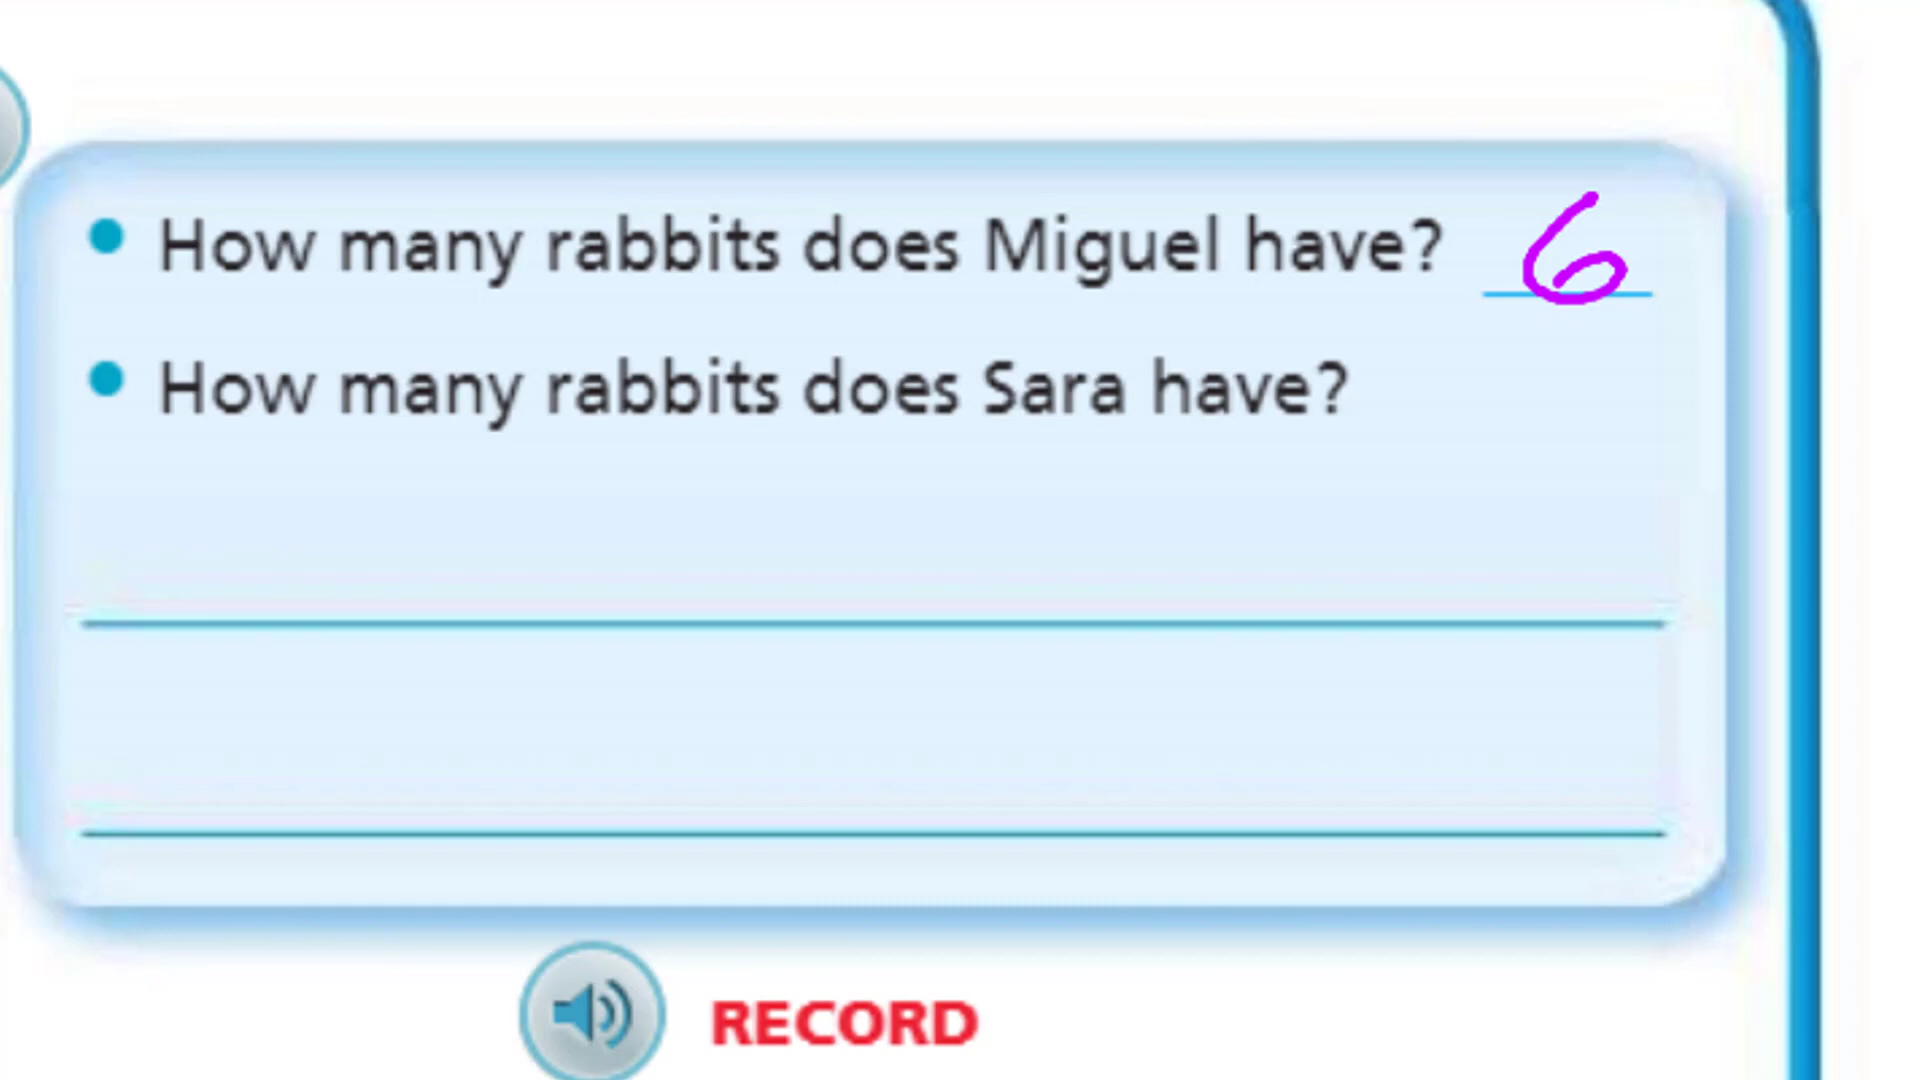 • How many rabbits does Miguel have? 6
• How many rabbits does Sara have?
RECORD